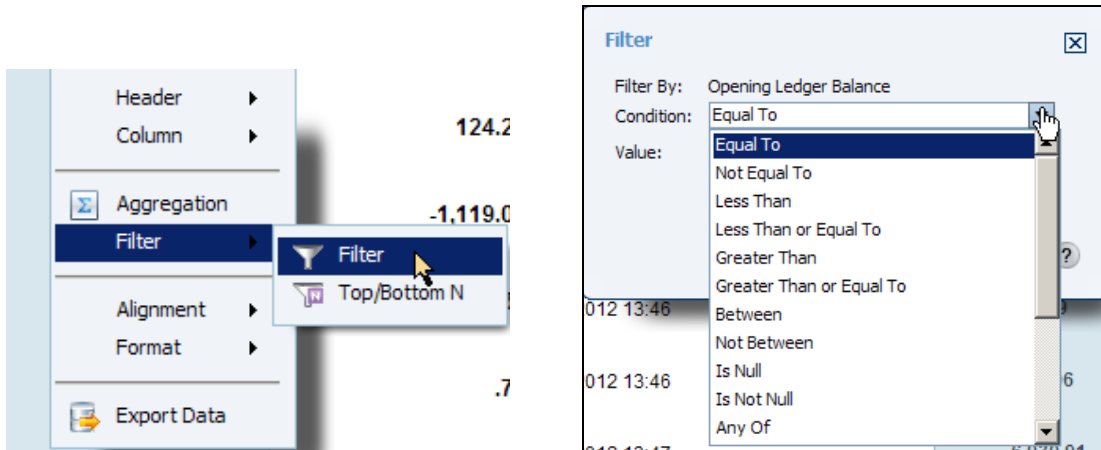 Header
Column
124.2
Aggregation
-1,119.0
Filter
Filter
Top/Bottom N
Alignment
Format
.7
Export Data
Filter
Filter By: Opening Ledger Balance
Condition: Equal To
Value:
Equal To
Not Equal To
Less Than
Less Than or Equal To
Greater Than
?
Greater Than or Equal To
012 13:46
Between
Not Between
Is Null
012 13:46
6
Is Not Null
Any Of